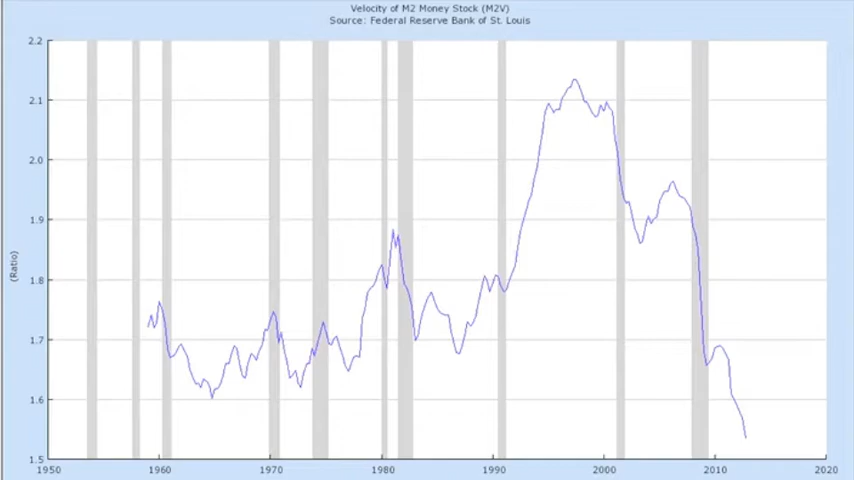 Velocity of M2 Money Stock (M2V)
Source: Federal Reserve Bank of St. Louis
2.2
2.1
2.0
1.9
1.8
1.7
1.6
1.5
(Ratio)
1950 1960 1970 1980 1990 2000 2010 2020